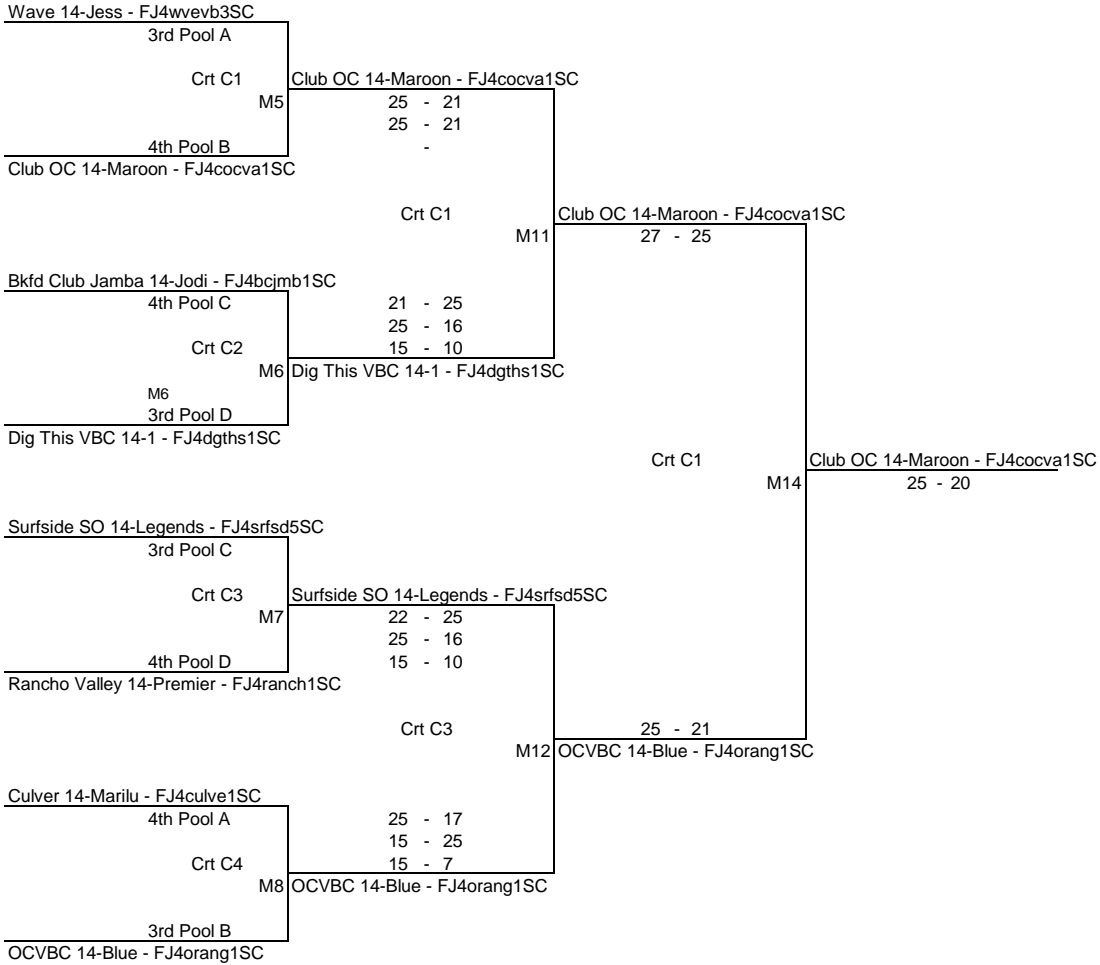 Wave 14-Jess - FJ4wvevb3SC
3rd Pool A
Crt C1
Club OC 14-Maroon - FJ4cocva1SC
M5
25 - 21
25 - 21
4th Pool B
-
Club OC 14-Maroon - FJ4cocva1SC
Crt C1
Club OC 14-Maroon - FJ4cocva1SC
M11
27 - 25
Bkfd Club Jamba 14-Jodi - FJ4bcjmb1SC
4th Pool C
21 - 25
25 - 16
Crt C2
15 - 10
M6
Dig This VBC 14-1 - FJ4dgths1SC
M6
3rd Pool D
Dig This VBC 14-1 - FJ4dgths1SC
Crt C1
Club OC 14-Maroon - FJ4cocva1SC
M14
25 - 20
Surfside SO 14-Legends - FJ4srfsd5SC
3rd Pool C
Crt C3
Surfside SO 14-Legends - FJ4srfsd5SC
M7
22 - 25
25 - 16
4th Pool D
15 - 10
Rancho Valley 14-Premier - FJ4ranch1SC
Crt C3
25 - 21
M12
OCVBC 14-Blue - FJ4orang1SC
Culver 14-Marilu - FJ4culve1SC
4th Pool A
25 - 17
15 - 25
Crt C4
15 - 7
M8
OCVBC 14-Blue - FJ4orang1SC
3rd Pool B
OCVBC 14-Blue - FJ4orang1SC